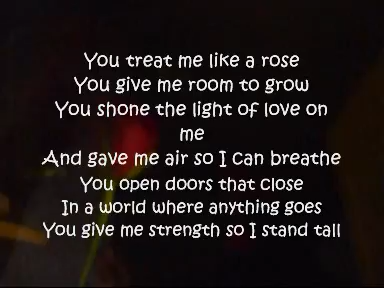 You treat me like a rose
You give me room to grow
You shone the light of love on
me
And gave me air so I can breathe
You open doors that close
In a world where anything goes
You give me strength so I stand tall